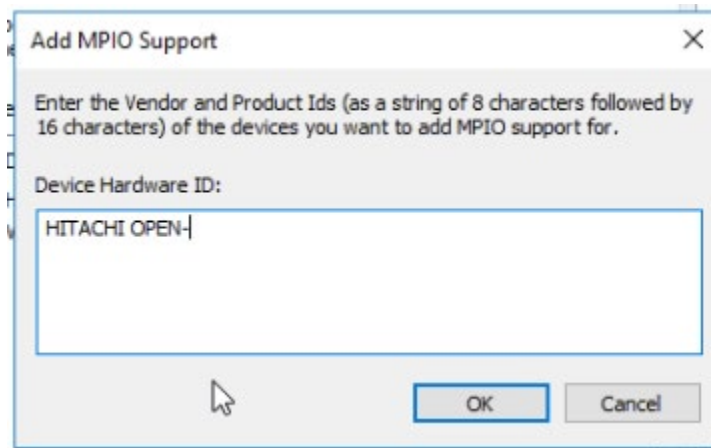 Add MPIO Support
Enter the Vendor and Product Ids (as a string of 8 characters followed by
16 characters) of the devices you want to add MPIO support for.
Device Hardware ID:
HITACHI OPEN-
OK
Cancel